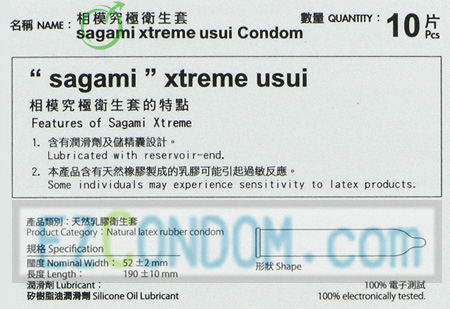 名稱 NAME: 相模究極衛生套 數量 QUANTITY: 10 片
sagami xtreme usui Condom Pcs
“ sagami ” xtreme usui
相模究極衛生套的特點
Features of Sagami Xtreme
1. 含有潤滑劑及儲精囊設計。
Lubricated with reservoir-end.
2. 本產品含有天然橡膠製成的乳膠可能引起過敏反應。
Some individuals may experience sensitivity to latex products.
EZCONDOM.com
產品類別：天然乳膠衛生套
Product Category: Natural latex rubber condom
規格 Specification
闊度 Nominal Width: 52 ±2 mm
長度 Length: 190 ±10 mm
形狀 Shape
潤滑劑 Lubricant: 100% 電子測試
矽樹脂油潤滑劑 Silicone Oil Lubricant 100% electronically tested.